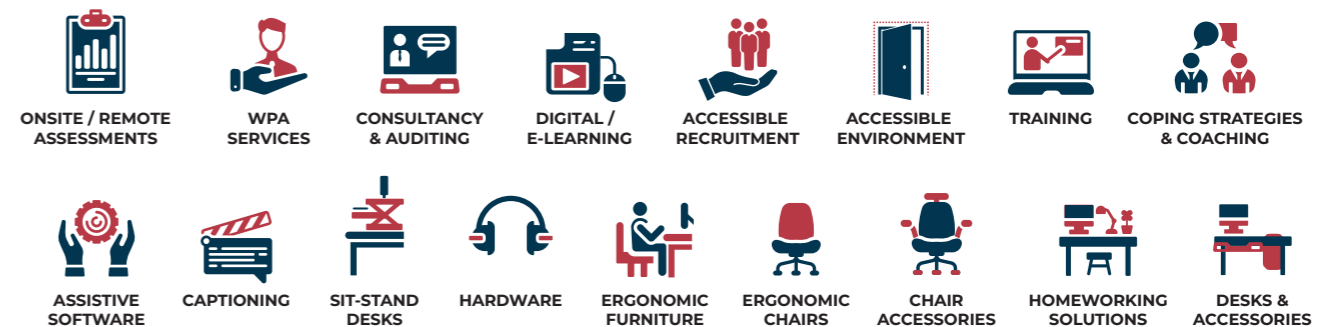 ONSITE / REMOTE
ASSESSMENTS
WPA
SERVICES
CONSULTANCY
& AUDITING
DIGITAL /
E-LEARNING
ACCESSIBLE
RECRUITMENT
ACCESSIBLE
ENVIRONMENT
TRAINING
COPING STRATEGIES
& COACHING
ASSISTIVE
SOFTWARE
CAPTIONING
SIT-STAND
DESKS
HARDWARE
ERGONOMIC
FURNITURE
ERGONOMIC
CHAIRS
CHAIR
ACCESSORIES
HOMEWORKING
SOLUTIONS
DESKS &
ACCESSORIES